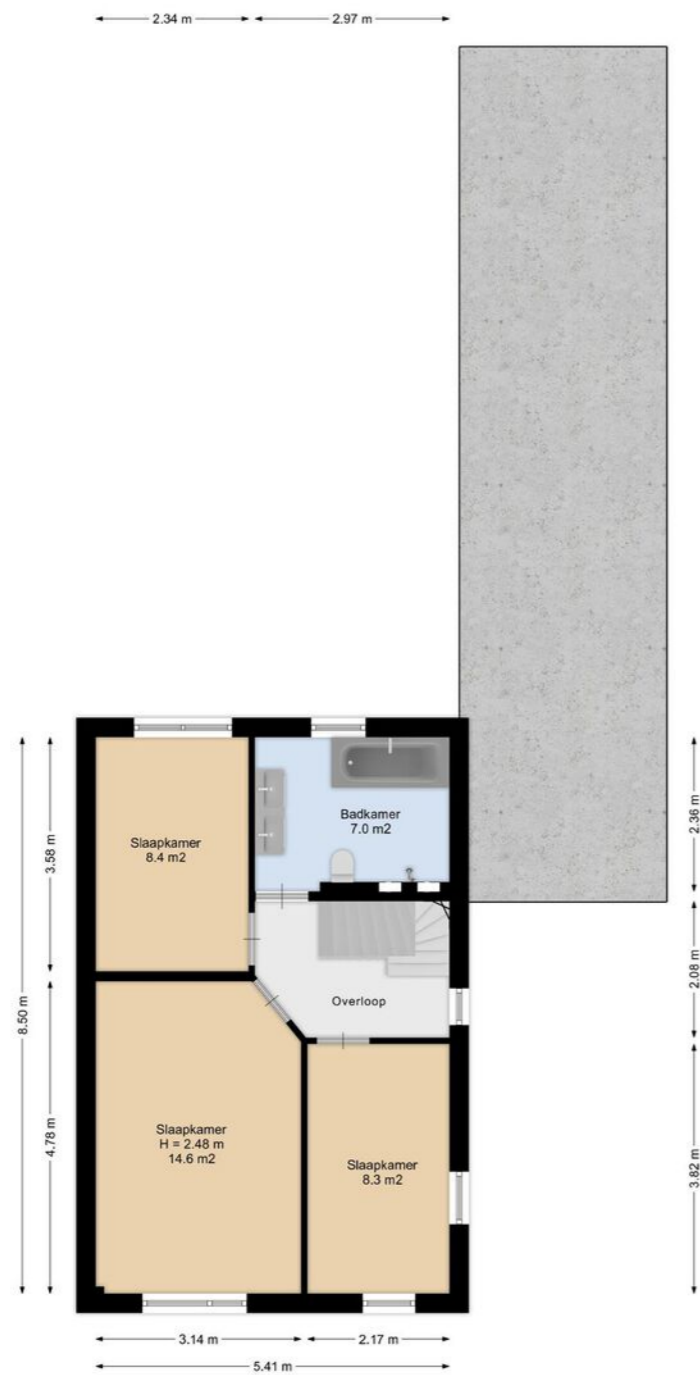 2.34 m
2.97 m
Slaapkamer
8.4 m2
Badkamer
7.0 m2
3.58 m
2.36 m
8.50 m
Overloop
2.08 m
4.78 m
Slaapkamer
H = 2.48 m
14.6 m2
Slaapkamer
8.3 m2
3.82 m
3.14 m
2.17 m
5.41 m